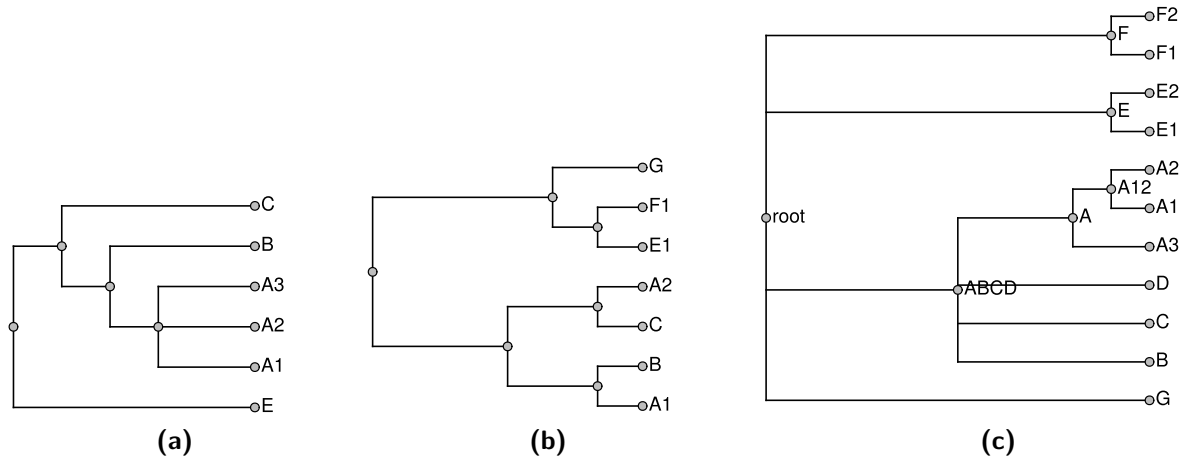 C
B
A3
A2
A1
E
(a)
G
F1
E1
A2
C
B
A1
(b)
F2
F
F1
E2
E
E1
A2
A12
A1
A
A3
root
D
ABCD
C
B
G
(c)